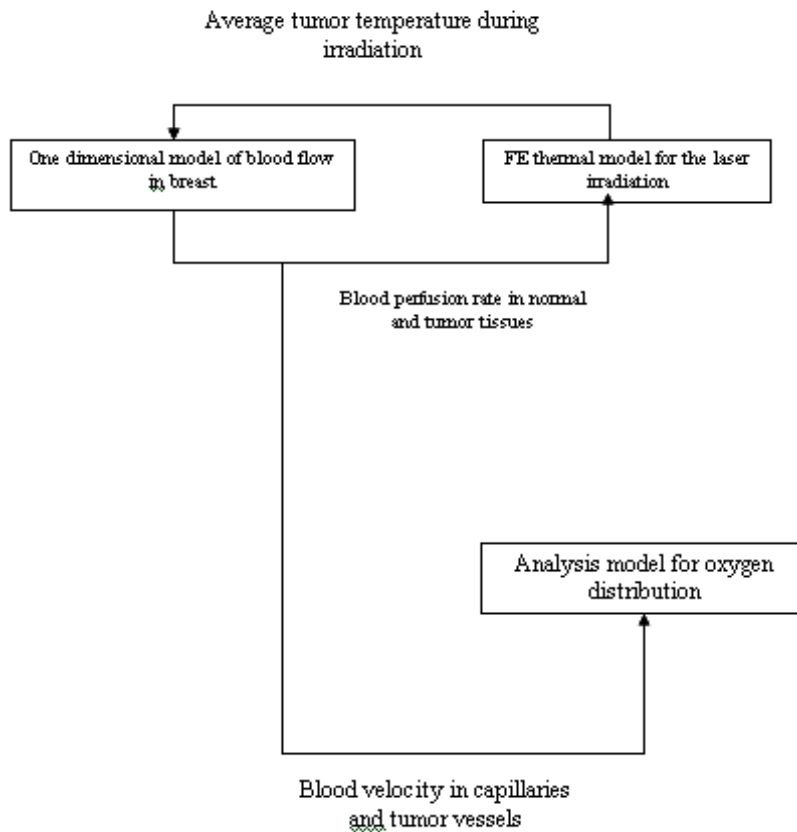 Average tumor temperature during
irradiation
One dimensional model of blood flow
in breast
FE thermal model for the laser
irradiation
Blood perfusion rate in normal
and tumor tissues
Analysis model for oxygen
distribution
Blood velocity in capillaries
and tumor vessels